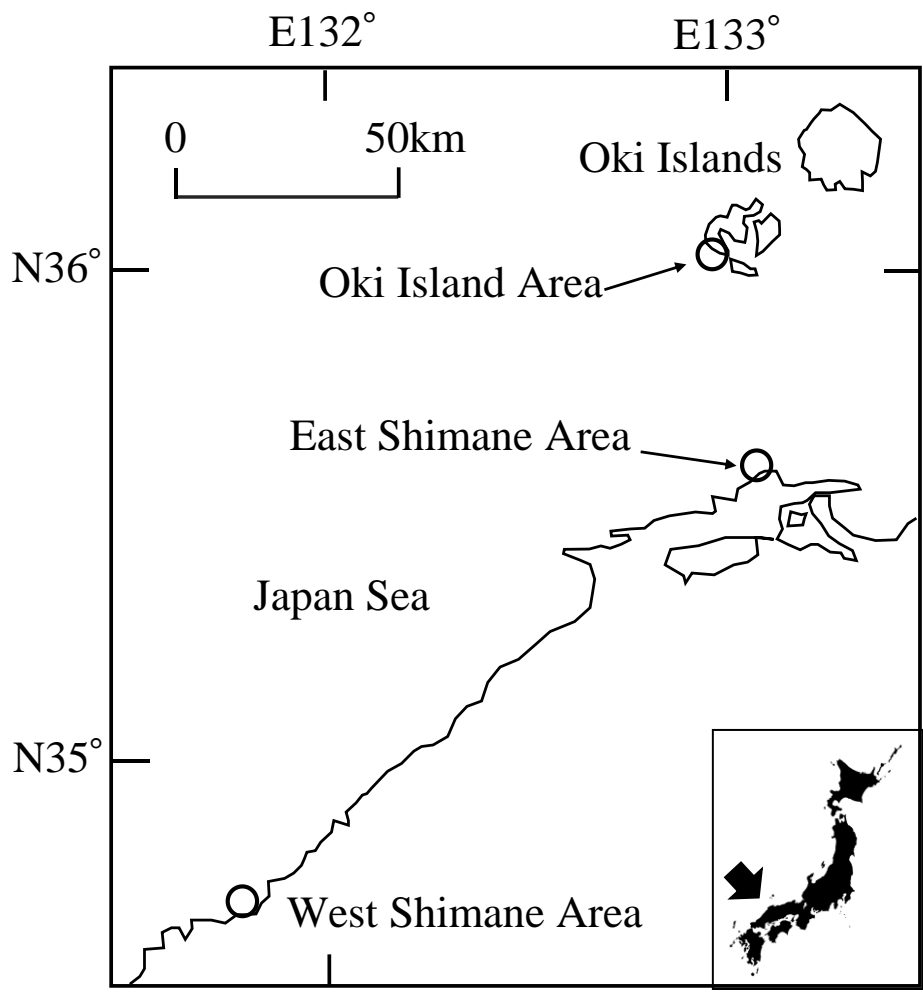 E132° E133°
0 50km
Oki Islands
N36°
Oki Island Area
East Shimane Area
Japan Sea
N35°
West Shimane Area